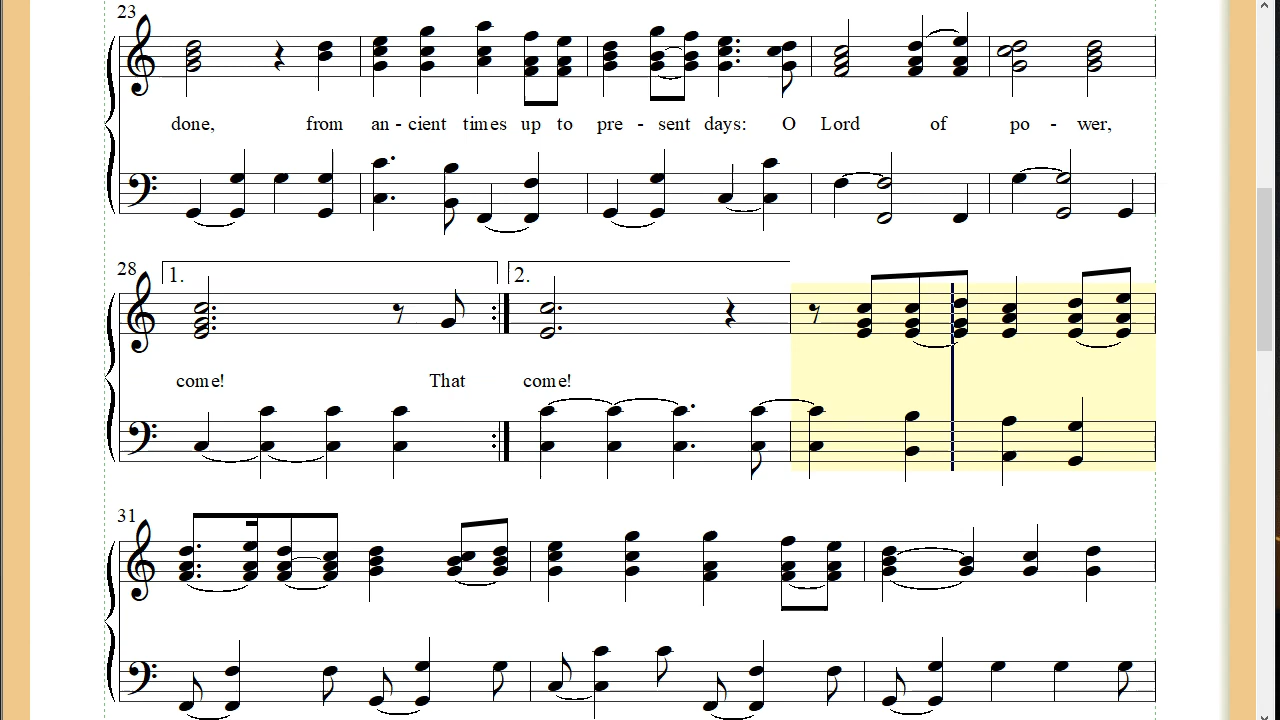 23
done, from an - cient times up to pre - sent days: O Lord of po - wer,
28
1. 2.
come! That come!
31